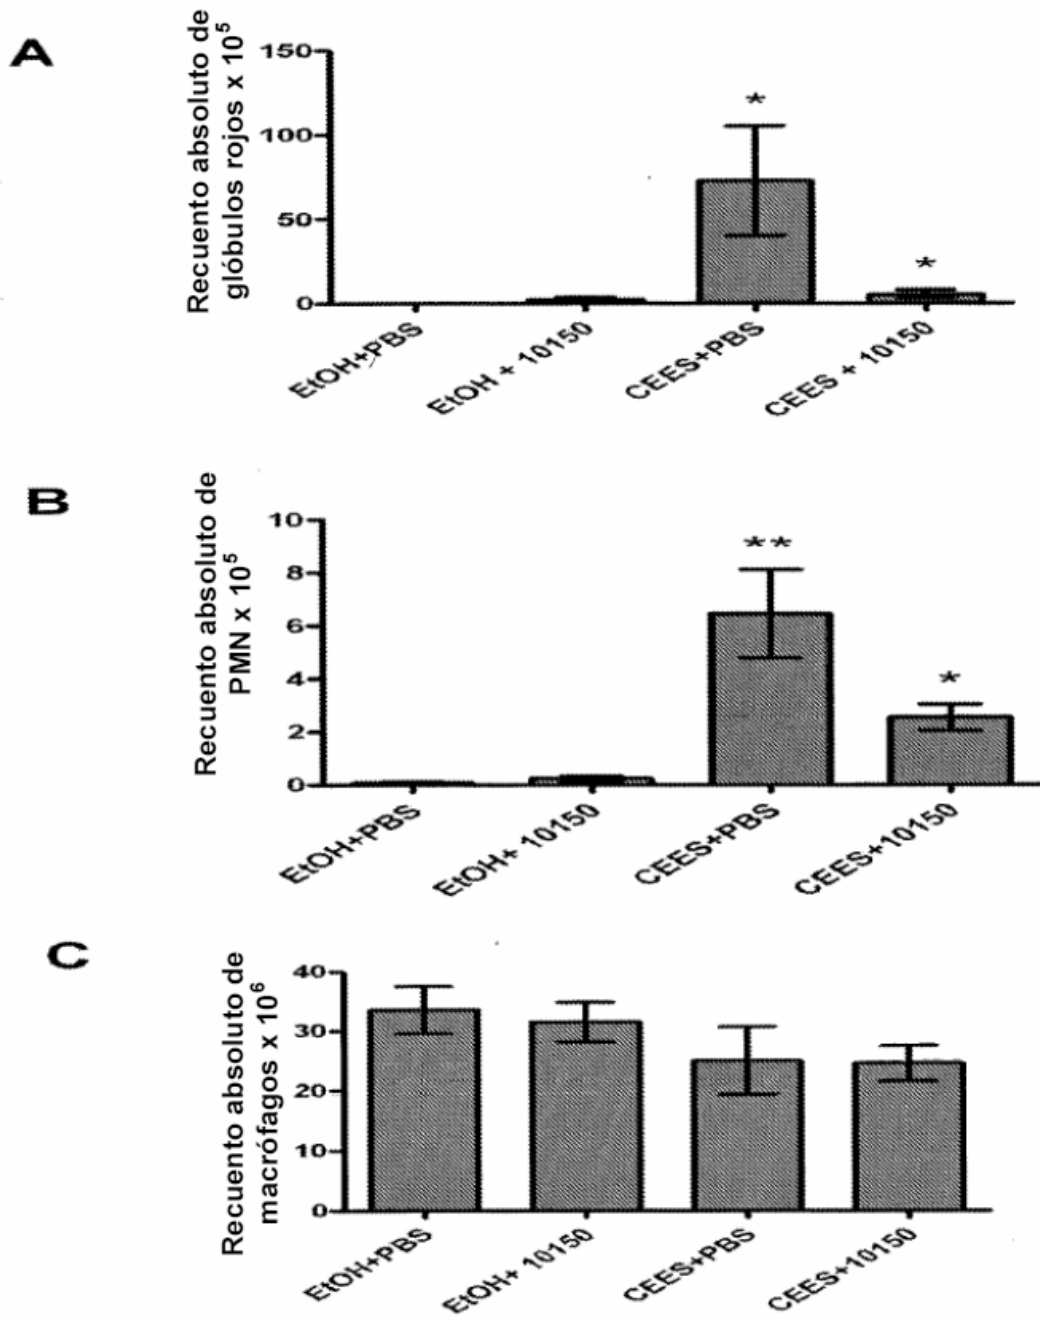 A
Recuento absoluto de
glóbulos rojos x 10⁵
150
100
50
0
*
*
EtOH+PBS
EtOH + 10150
CEES+PBS
CEES + 10150
B
Recuento absoluto de
PMN x 10⁵
10
8
6
4
2
0
**
*
EtOH+PBS
EtOH+ 10150
CEES+PBS
CEES+10150
C
Recuento absoluto de
macrófagos x 10⁶
40
30
20
10
0
EtOH+PBS
EtOH+ 10150
CEES+PBS
CEES+10150